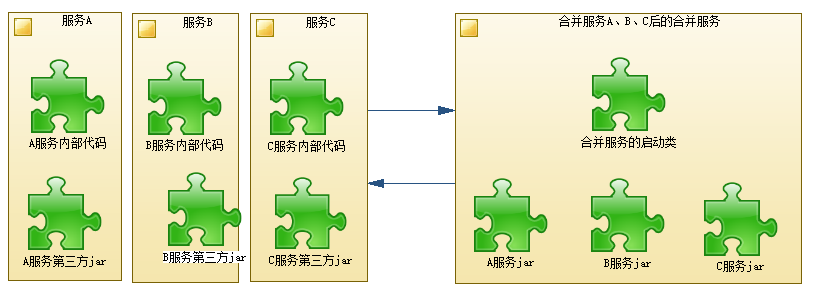 服务A
服务B
服务C
合并服务A、B、C后的合并服务
A服务内部代码
B服务内部代码
C服务内部代码
合并服务的启动类
A服务第三方jar
B服务第三方jar
C服务第三方jar
A服务jar
B服务jar
C服务jar